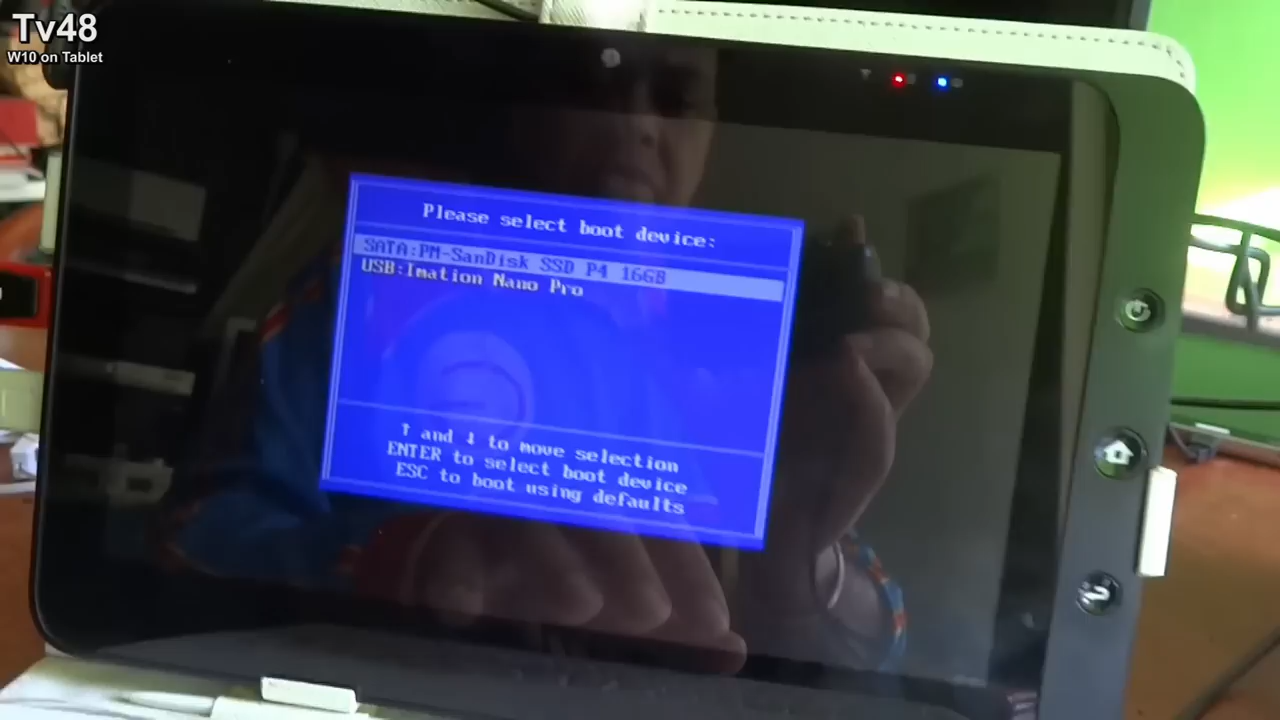 Tv48
W10 on Tablet
Please select boot device:
SATA:PM-SanDisk SSD P4 16GB
USB:Imation Nano Pro
↑ and ↓ to move selection
ENTER to select boot device
ESC to boot using defaults